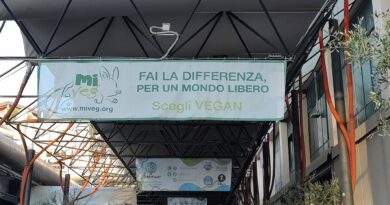 mi
veg
www.miveg.org
FAI LA DIFFERENZA,
PER UN MONDO LIBERO
Scegli VEGAN